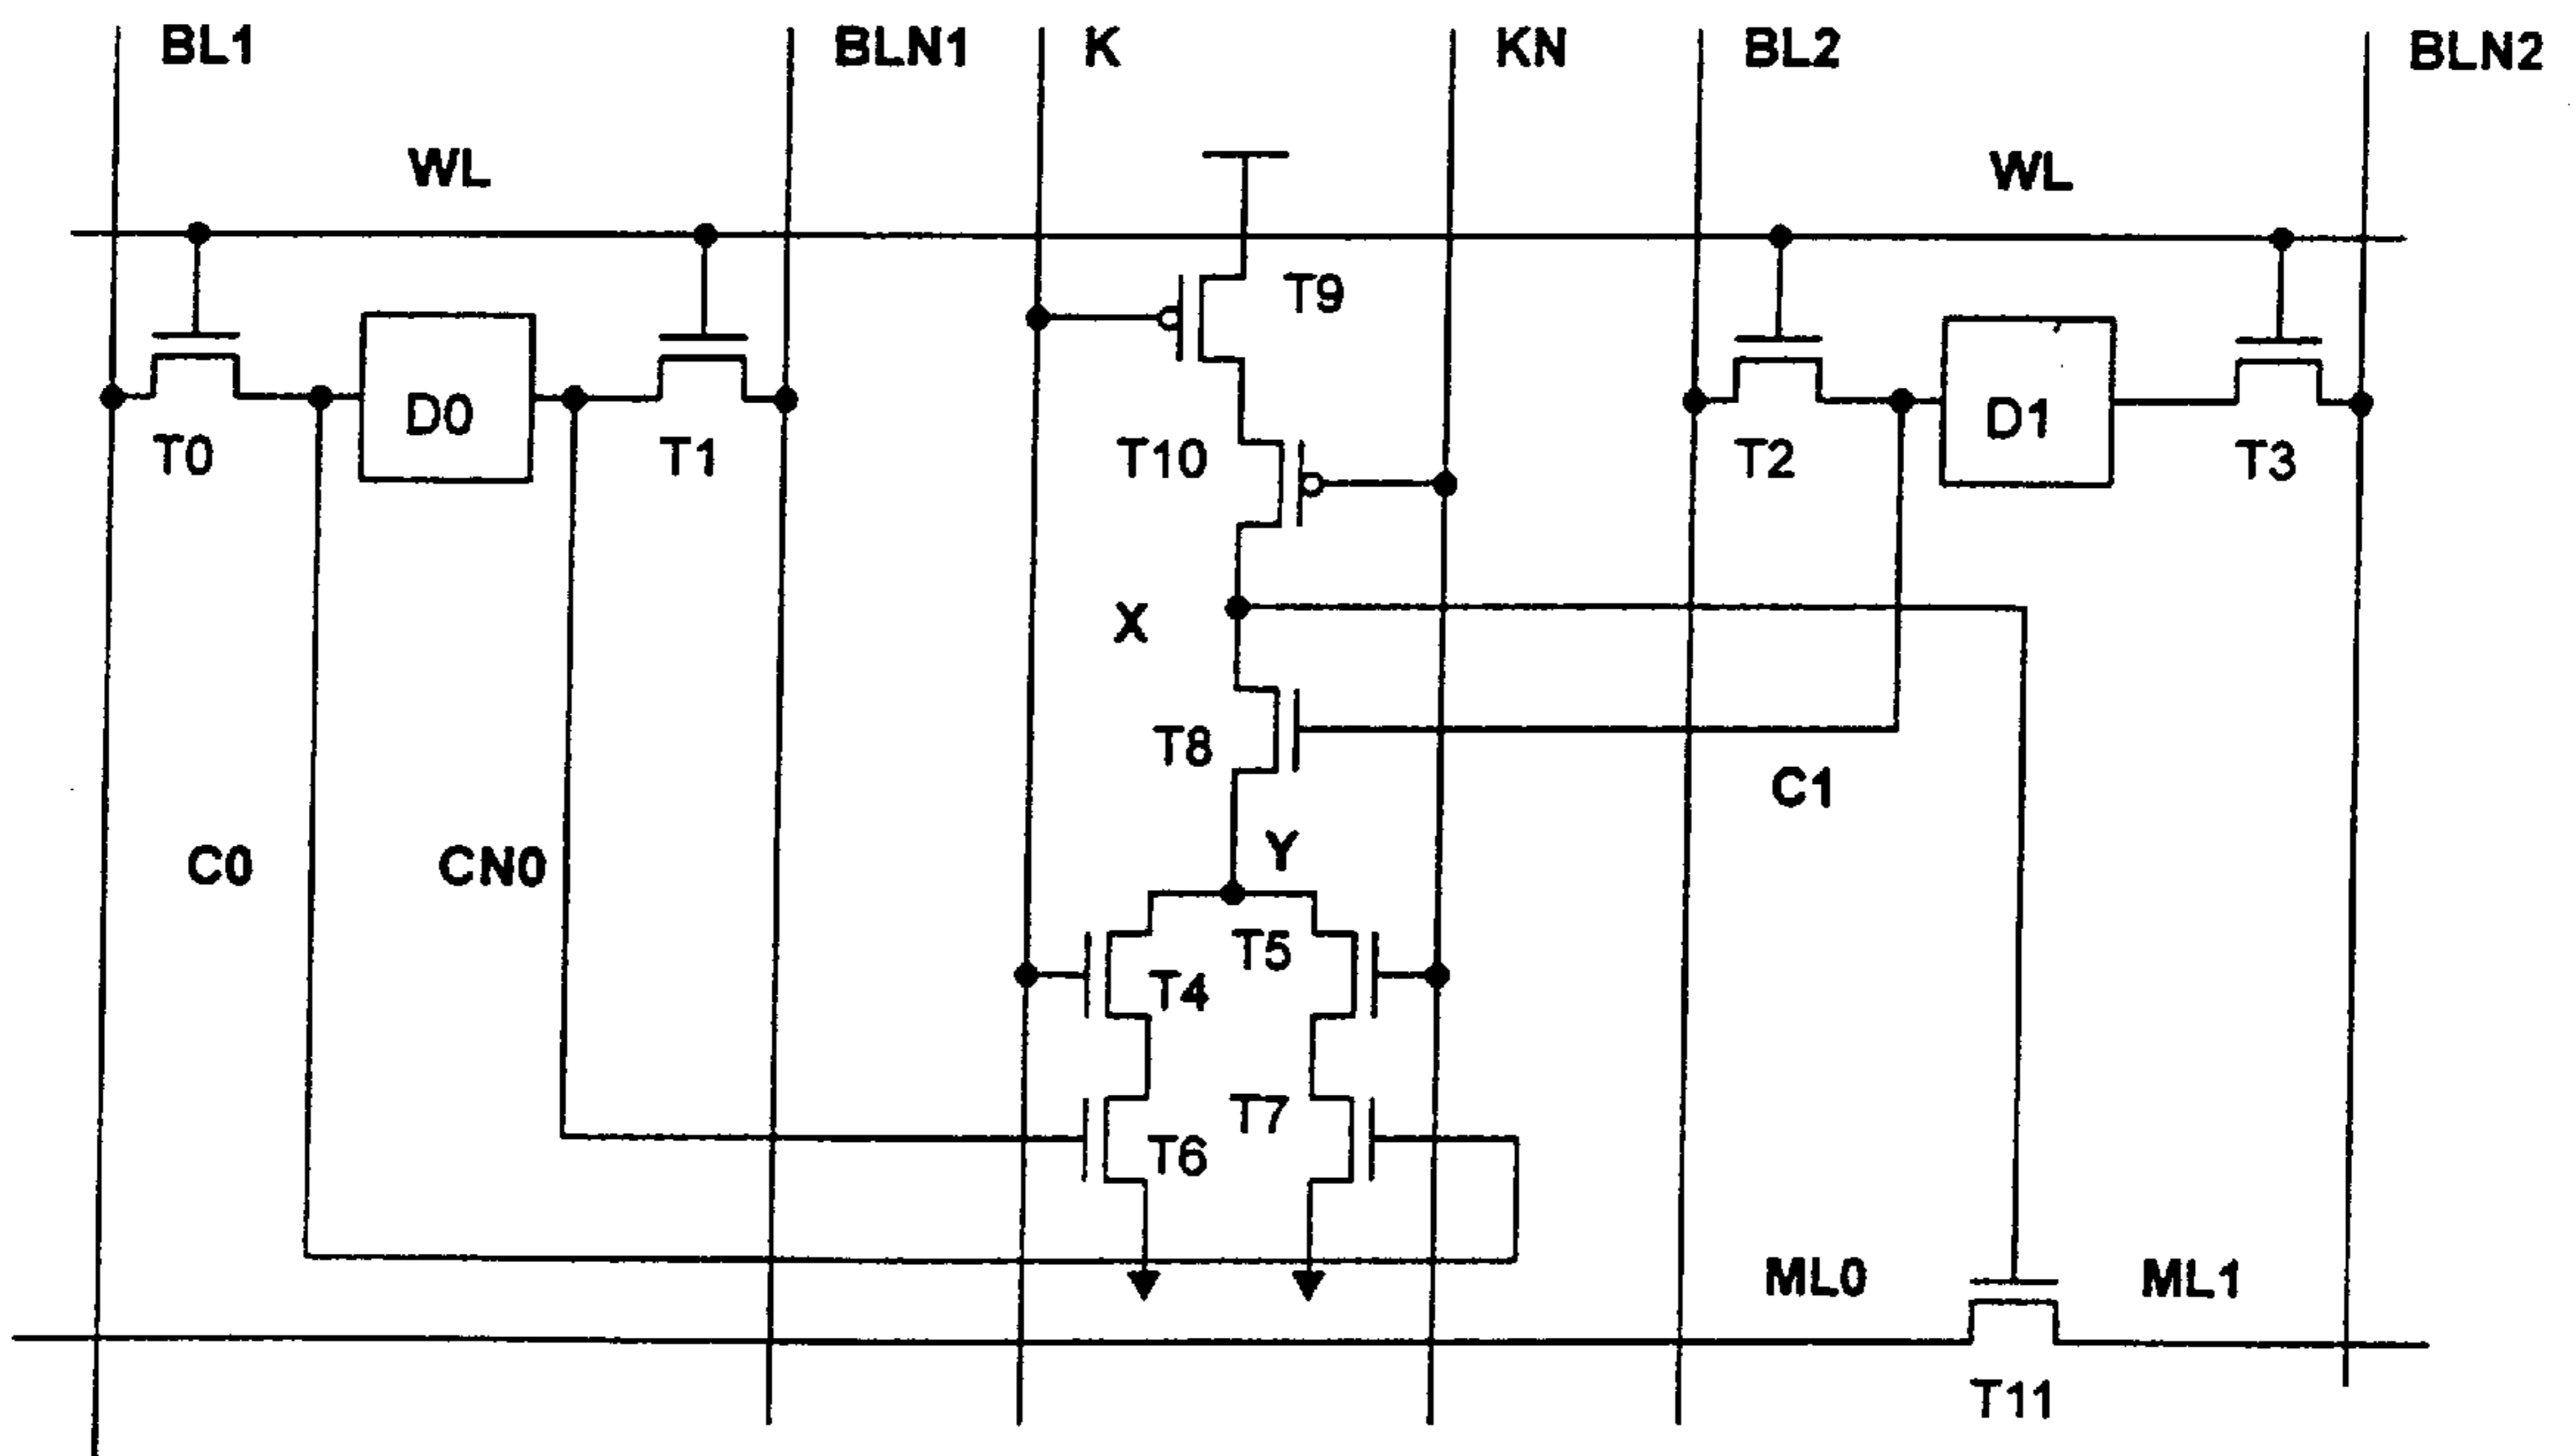 BL1 BLN1 K KN BL2 BLN2
WL WL
T9
D0 D1
T0 T1 T10 T2 T3
X
T8
C1
Y
C0 CN0
T5
T4
T7
T6
ML0 ML1
T11